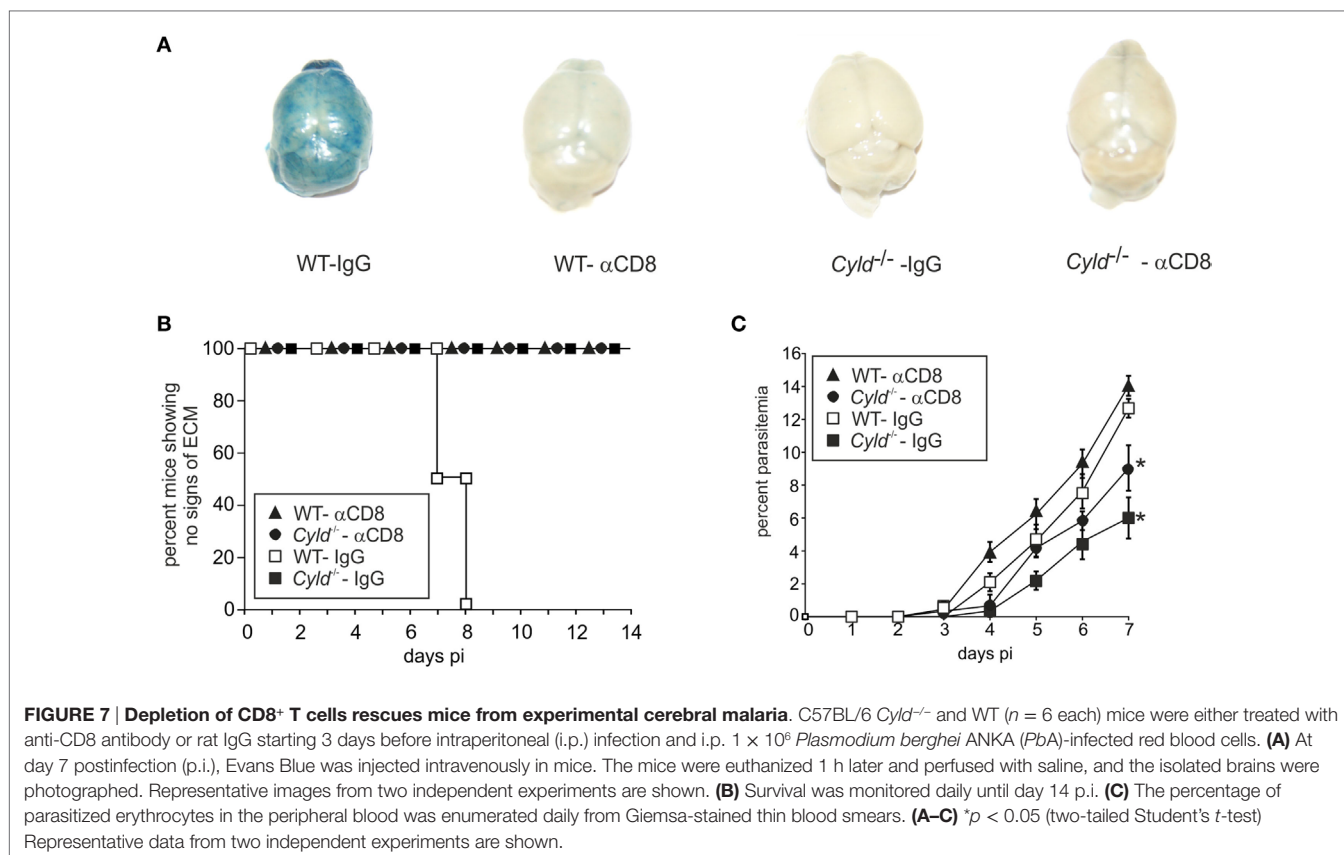 A
WT-IgG
WT- αCD8
Cyld-/- -IgG
Cyld-/- - αCD8
B
percent mice showing
no signs of ECM
100
80
60
40
20
0
▲ WT- αCD8
● Cyld-/- - αCD8
□ WT- IgG
■ Cyld-/- - IgG
0 2 4 6 8 10 12 14
days pi
C
percent parasitemia
16
14
12
10
8
6
4
2
0
▲ WT- αCD8
● Cyld-/- - αCD8
□ WT- IgG
■ Cyld-/- - IgG
*
*
0 1 2 3 4 5 6 7
days pi
FIGURE 7 | Depletion of CD8+ T cells rescues mice from experimental cerebral malaria. C57BL/6 Cyld−/− and WT (n = 6 each) mice were either treated with
anti-CD8 antibody or rat IgG starting 3 days before intraperitoneal (i.p.) infection and i.p. 1 × 10⁶ Plasmodium berghei ANKA (PbA)-infected red blood cells. (A) At
day 7 postinfection (p.i.), Evans Blue was injected intravenously in mice. The mice were euthanized 1 h later and perfused with saline, and the isolated brains were
photographed. Representative images from two independent experiments are shown. (B) Survival was monitored daily until day 14 p.i. (C) The percentage of
parasitized erythrocytes in the peripheral blood was enumerated daily from Giemsa-stained thin blood smears. (A–C) *p < 0.05 (two-tailed Student’s t-test)
Representative data from two independent experiments are shown.